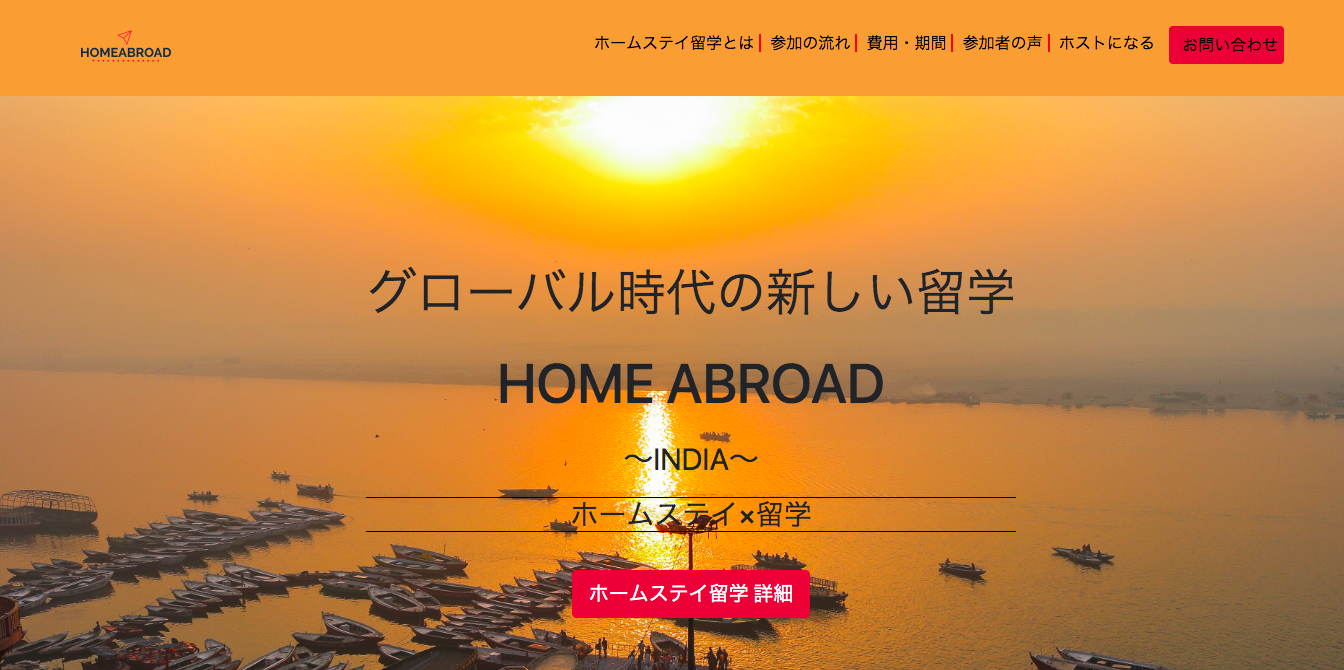 HOMEABROAD
ホームステイ留学とは 参加の流れ 費用・期間 参加者の声 ホストになる お問い合わせ
グローバル時代の新しい留学
HOME ABROAD
〜INDIA〜
ホームステイ×留学
ホームステイ留学 詳細